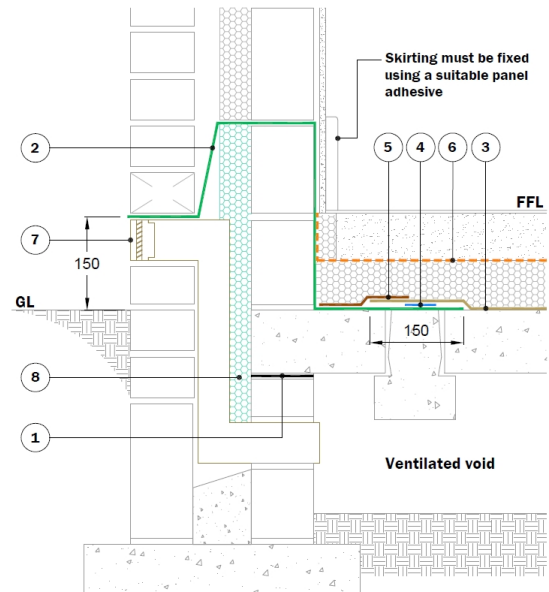 Skirting must be fixed
using a suitable panel
adhesive
2
5
4
6
3
FFL
7
150
GL
150
8
1
Ventilated void